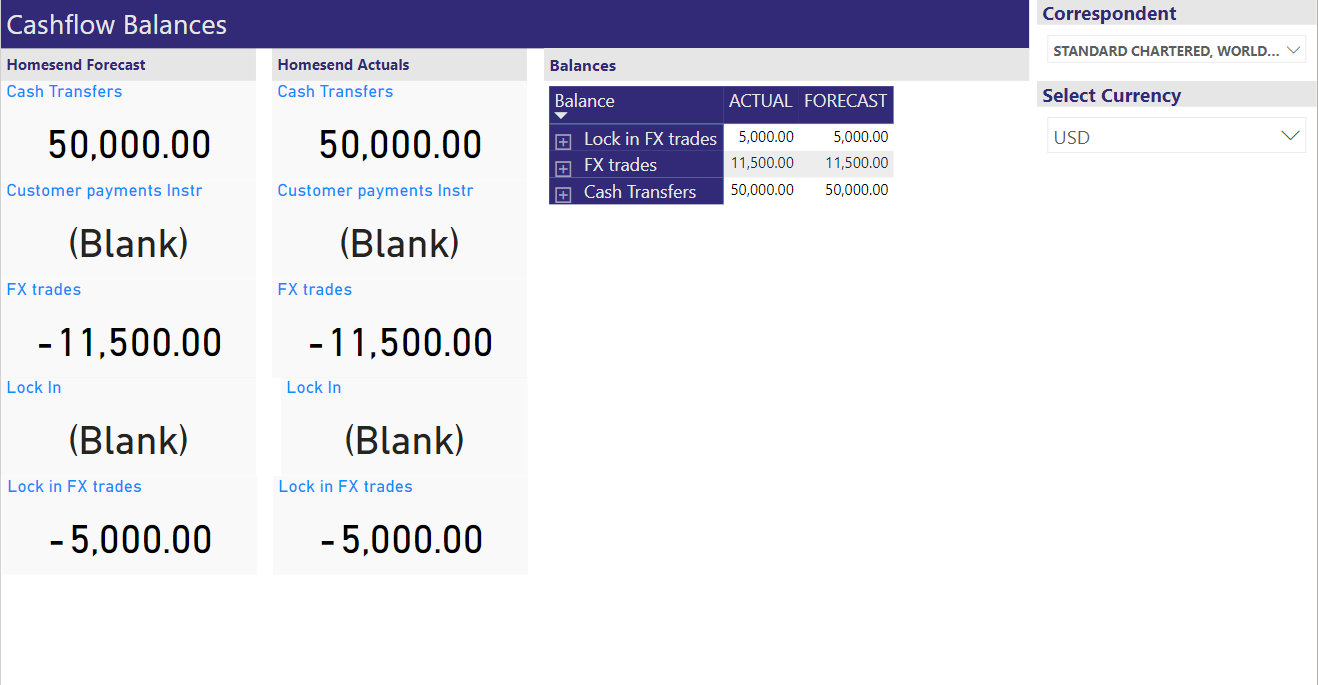 Cashflow Balances
Homesend Forecast
Cash Transfers
50,000.00
Customer payments Instr
(Blank)
FX trades
-11,500.00
Lock In
(Blank)
Lock in FX trades
-5,000.00
Homesend Actuals
Cash Transfers
50,000.00
Customer payments Instr
(Blank)
FX trades
-11,500.00
Lock In
(Blank)
Lock in FX trades
-5,000.00
Balances
Balance ACTUAL FORECAST
Lock in FX trades 5,000.00 5,000.00
FX trades 11,500.00 11,500.00
Cash Transfers 50,000.00 50,000.00
Correspondent
STANDARD CHARTERED, WORLD...
Select Currency
USD